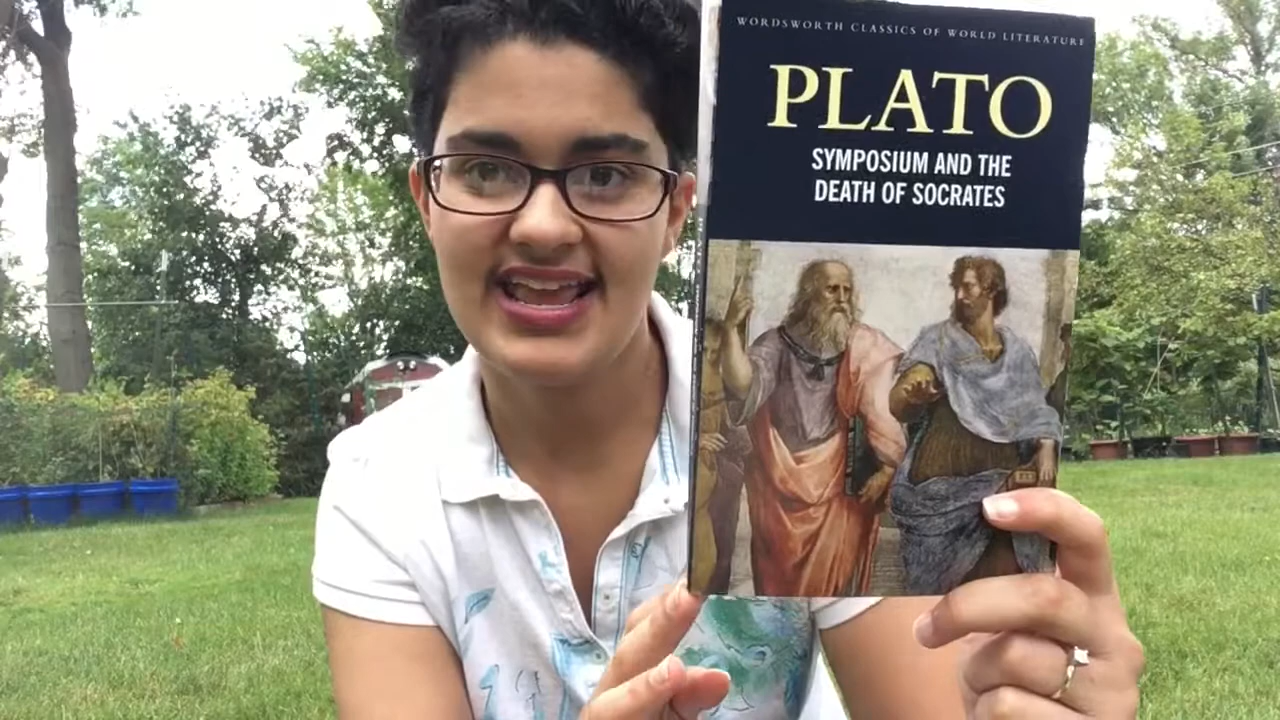 WORDSWORTH CLASSICS OF WORLD LITERATURE
PLATO
SYMPOSIUM AND THE
DEATH OF SOCRATES